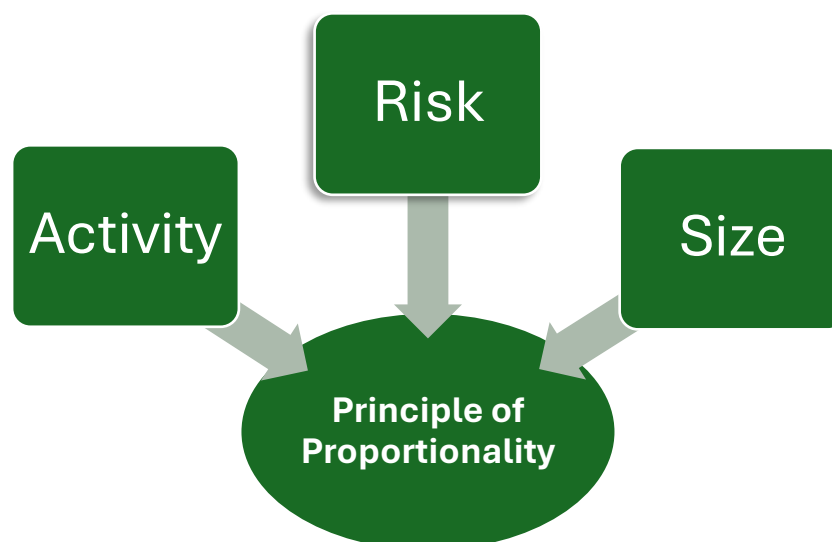 Risk
Activity
Size
Principle of
Proportionality